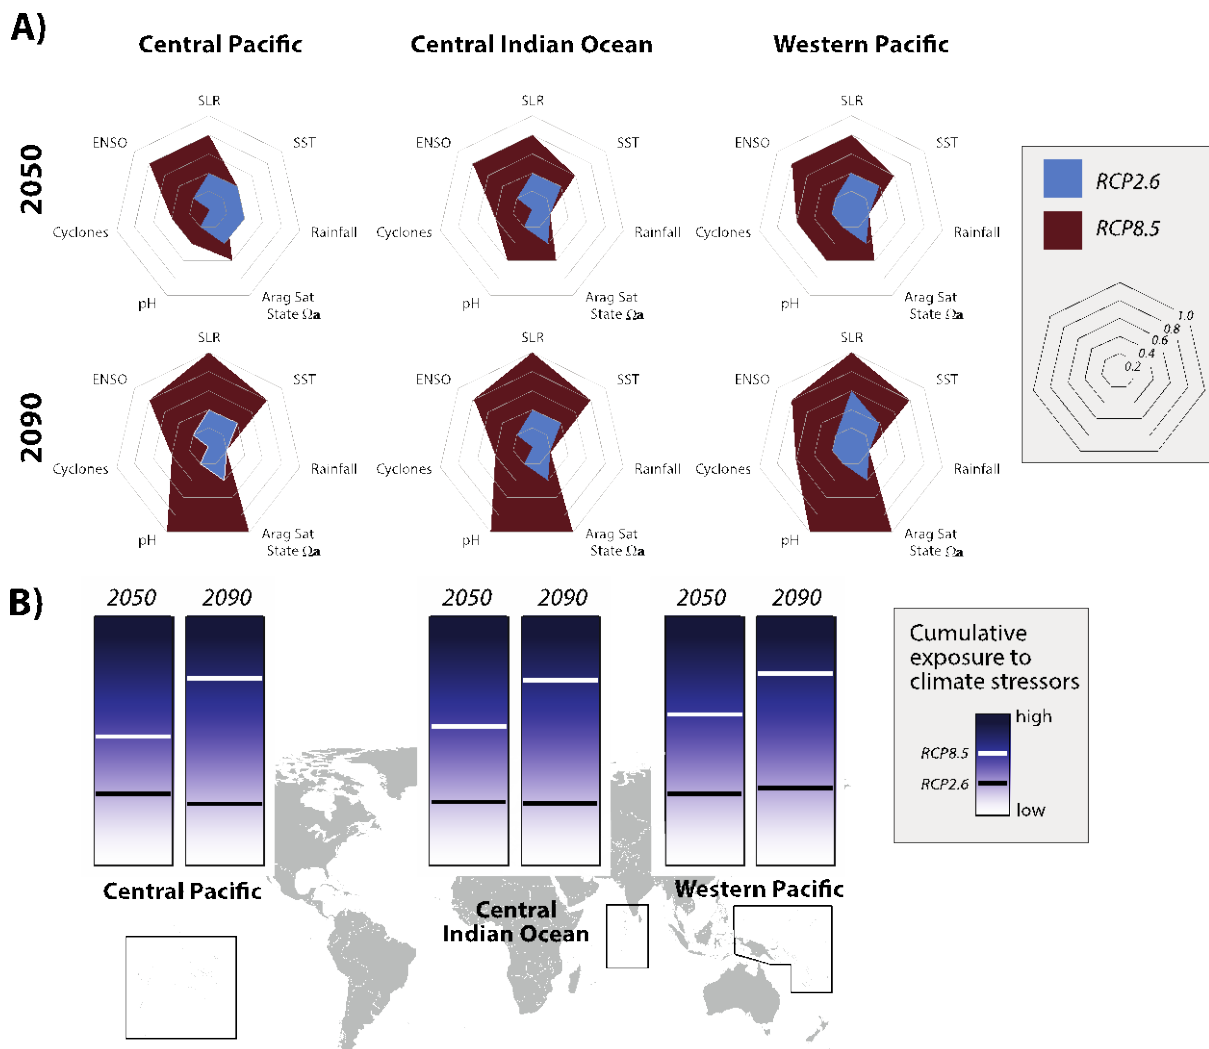 A)
Central Pacific
Central Indian Ocean
Western Pacific
2050
SLR
SST
Rainfall
Arag Sat
State Ωa
pH
Cyclones
ENSO
SLR
SST
Rainfall
Arag Sat
State Ωa
pH
Cyclones
ENSO
SLR
SST
Rainfall
Arag Sat
State Ωa
pH
Cyclones
ENSO
RCP2.6
RCP8.5
1.0
0.8
0.6
0.4
0.2
2090
SLR
SST
Rainfall
Arag Sat
State Ωa
pH
Cyclones
ENSO
SLR
SST
Rainfall
Arag Sat
State Ωa
pH
Cyclones
ENSO
SLR
SST
Rainfall
Arag Sat
State Ωa
pH
Cyclones
ENSO
B)
2050
2090
2050
2090
2050
2090
Central Pacific
Central
Indian Ocean
Western Pacific
Cumulative
exposure to
climate stressors
high
RCP8.5
RCP2.6
low